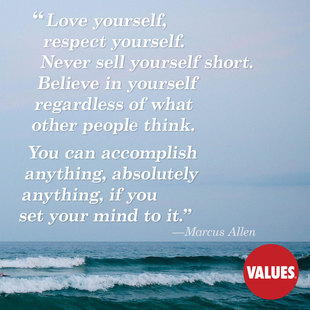 “Love yourself,
respect yourself.
Never sell yourself short.
Believe in yourself
regardless of what
other people think.
You can accomplish
anything, absolutely
anything, if you
set your mind to it.”
—Marcus Allen
VALUES